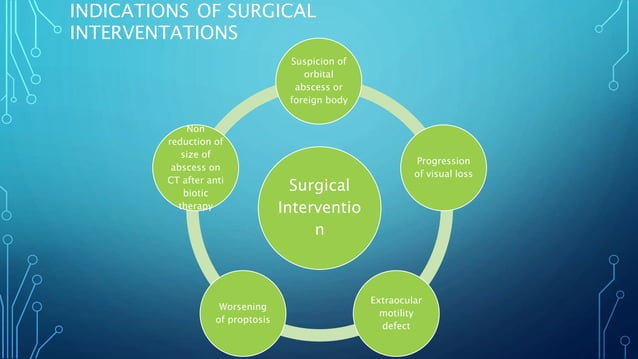 INDICATIONS OF SURGICAL
INTERVENTATIONS
Suspicion of
orbital
abscess or
foreign body
Progression
of visual loss
Extraocular
motility
defect
Worsening
of proptosis
Non
reduction of
size of
abscess on
CT after anti
biotic
therapy
Surgical
Interventio
n